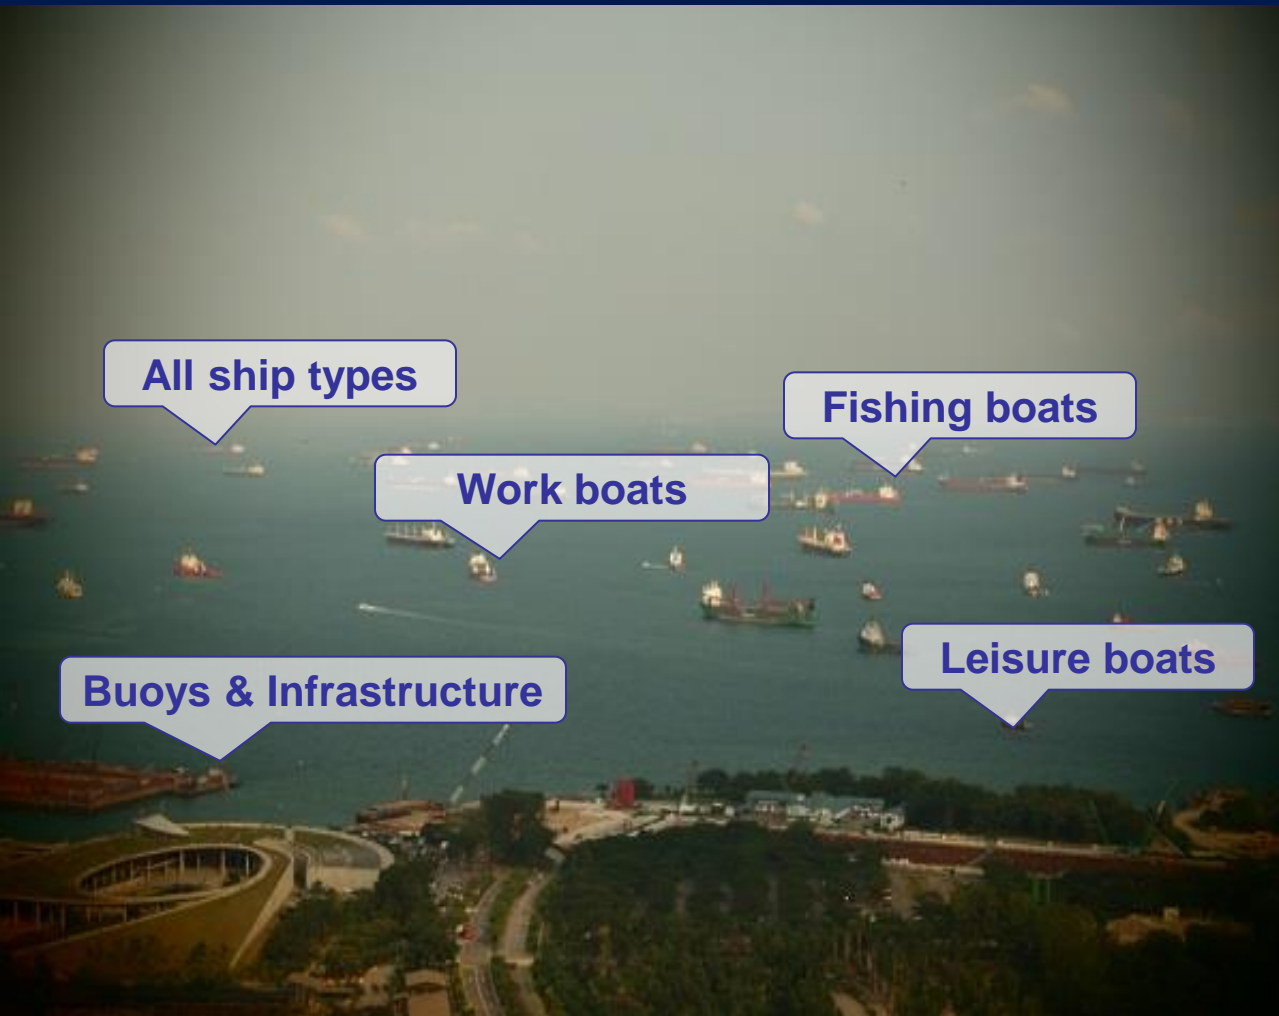 All ship types
Fishing boats
Work boats
Leisure boats
Buoys & Infrastructure